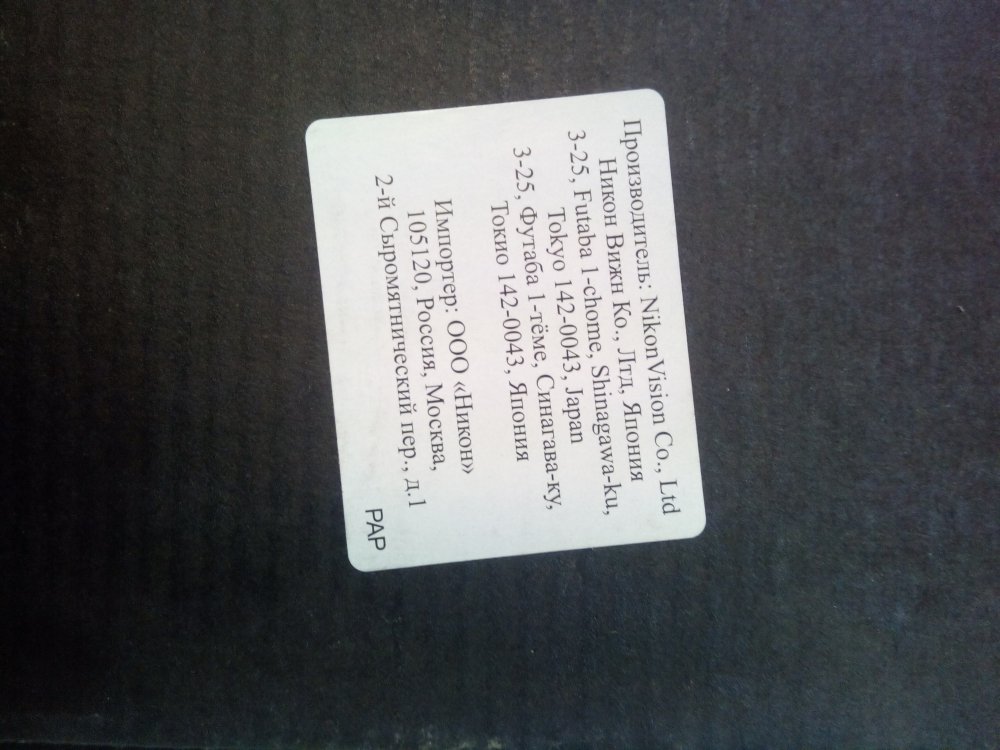 Производитель: NikonVision Co., Ltd
Никон Вижн Ко., Лтд, Япония
3-25, Futaba 1-chome, Shinagawa-ku,
Tokyo 142-0043, Japan
3-25, Футаба 1-тёме, Синагава-ку,
Токио 142-0043, Япония
Импортер: ООО «Никон»
105120, Россия, Москва,
2-й Сыромятнический пер., д.1
PAP